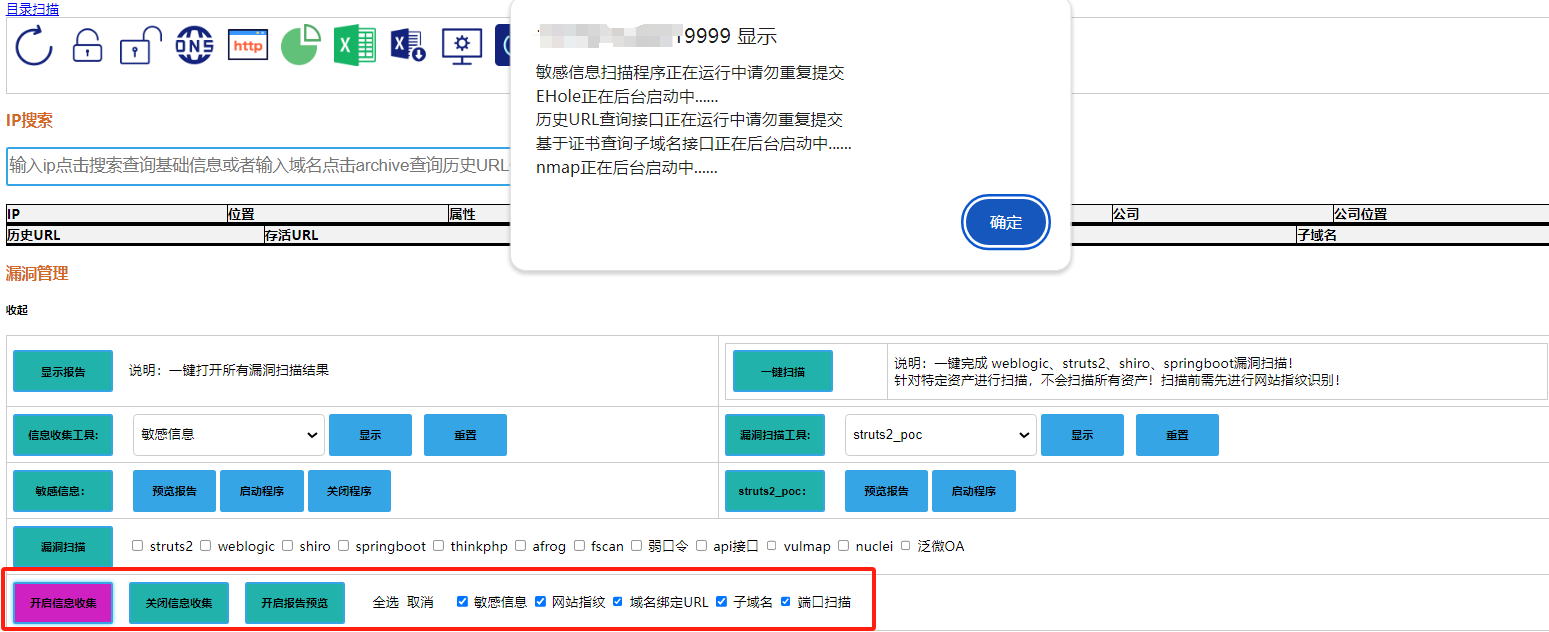 目录扫描
DNS
http
X
X
19999 显示
敏感信息扫描程序正在运行中请勿重复提交
EHole正在后台启动中......
历史URL查询接口正在运行中请勿重复提交
基于证书查询子域名接口正在后台启动中......
nmap正在后台启动中......
确定
IP搜索
输入ip点击搜索查询基础信息或者输入域名点击archive查询历史URL
IP 位置 属性 公司 公司位置
历史URL 存活URL 子域名
漏洞管理
收起
显示报告 说明：一键打开所有漏洞扫描结果
一键扫描 说明：一键完成 weblogic、struts2、shiro、springboot漏洞扫描！
针对特定资产进行扫描，不会扫描所有资产！扫描前需先进行网站指纹识别！
信息收集工具: 敏感信息 显示 重置 漏洞扫描工具: struts2_poc 显示 重置
敏感信息: 预览报告 启动程序 关闭程序 struts2_poc: 预览报告 启动程序
漏洞扫描 struts2 weblogic shiro springboot thinkphp afrog fscan 弱口令 api接口 vulmap nuclei 泛微OA
开启信息收集 关闭信息收集 开启报告预览 全选 取消 敏感信息 网站指纹 域名绑定URL 子域名 端口扫描